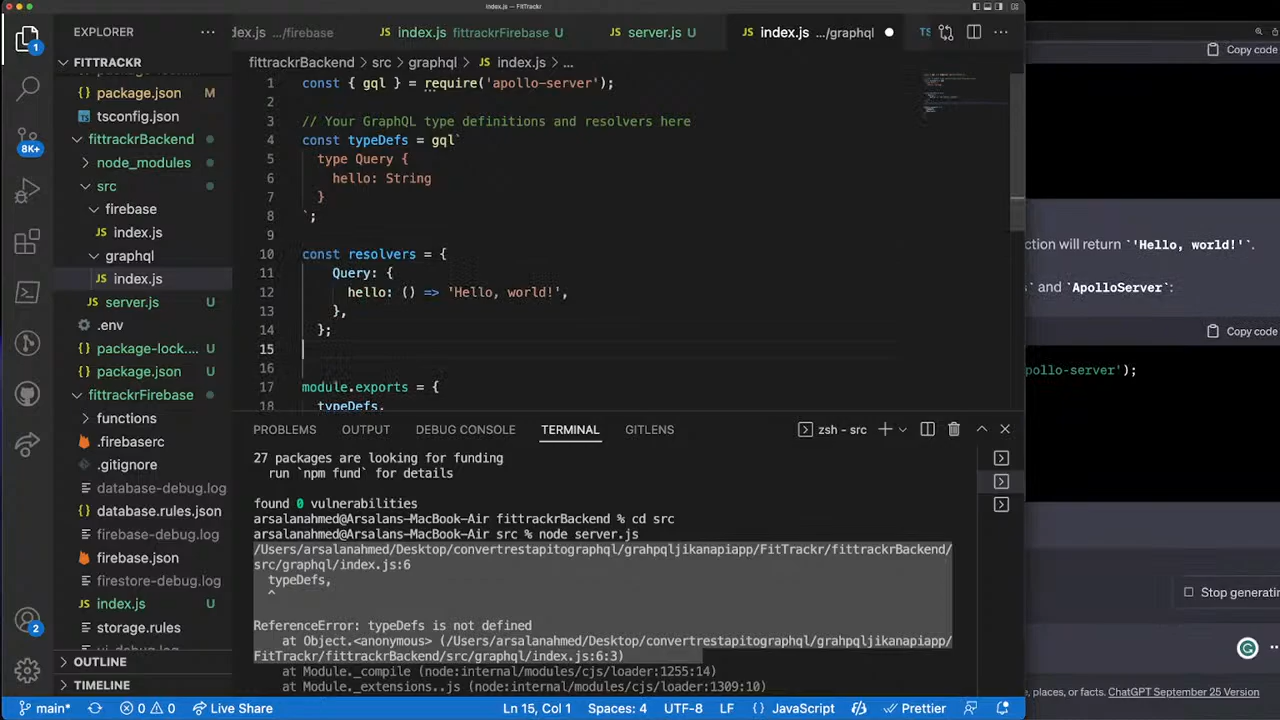 index.js — FitTrackr
EXPLORER
dex.js .../firebase
index.js fittrackrFirebase U
server.js U
index.js .../graphql
TS
Copy code
FITTRACKR
fittrackrBackend > src > graphql > index.js > ...
package.json M
tsconfig.json
fittrackrBackend
node_modules
src
firebase
index.js
graphql
index.js
server.js U
.env
package-lock.... U
package.json U
fittrackrFirebase
functions
.firebaserc
.gitignore
database-debug.log
database.rules.json
firebase-debug.log
firebase.json
firestore-debug.log
index.js U
storage.rules
OUTLINE
TIMELINE
1
8K+
2
1 const { gql } = require('apollo-server');
2
3 // Your GraphQL type definitions and resolvers here
4 const typeDefs = gql`
5 type Query {
6 hello: String
7 }
8 `;
9
10 const resolvers = {
11 Query: {
12 hello: () => 'Hello, world!',
13 },
14 };
15
16
17 module.exports = {
18 typeDefs,
ction will return `'Hello, world!'`.
` and `ApolloServer`:
Copy code
pollo-server');
Stop generatin
, places, or facts. ChatGPT September 25 Version
PROBLEMS OUTPUT DEBUG CONSOLE TERMINAL GITLENS
zsh - src
27 packages are looking for funding
run `npm fund` for details
found 0 vulnerabilities
arsalanahmed@Arsalans-MacBook-Air fittrackrBackend % cd src
arsalanahmed@Arsalans-MacBook-Air src % node server.js
/Users/arsalanahmed/Desktop/convertrestapitographql/grahpqljikanapiapp/FitTrackr/fittrackrBackend/
src/graphql/index.js:6
typeDefs,
^
ReferenceError: typeDefs is not defined
at Object.<anonymous> (/Users/arsalanahmed/Desktop/convertrestapitographql/grahpqljikanapiapp/
FitTrackr/fittrackrBackend/src/graphql/index.js:6:3)
at Module._compile (node:internal/modules/cjs/loader:1255:14)
at Module._extensions..js (node:internal/modules/cjs/loader:1309:10)
main* 0 0 Live Share Ln 15, Col 1 Spaces: 4 UTF-8 LF {} JavaScript Prettier